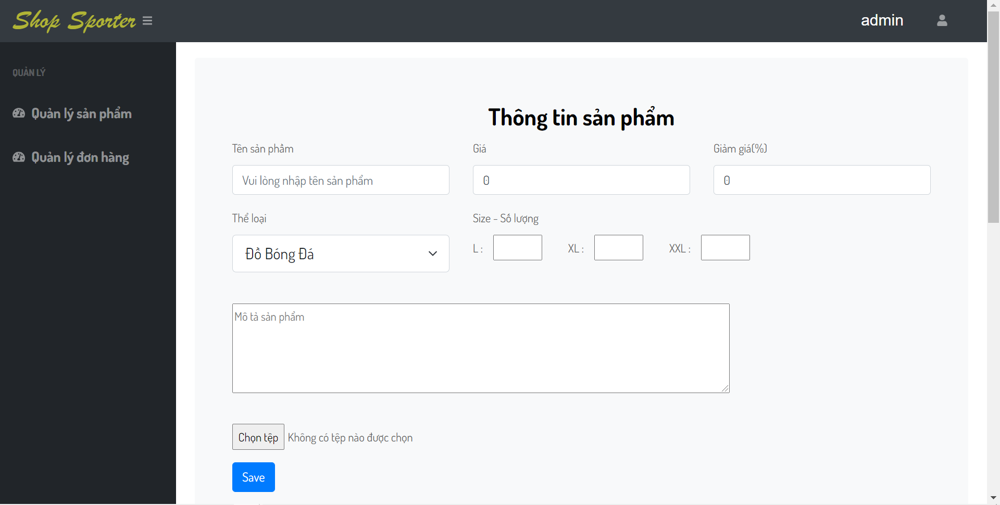 Shop Sporter
admin
QUẢN LÝ
Quản lý sản phẩm
Quản lý đơn hàng
Thông tin sản phẩm
Tên sản phẩm
Giá
Giảm giá(%)
Vui lòng nhập tên sản phẩm
0
0
Thể loại
Size - Số lượng
Đồ Bóng Đá
L :
XL :
XXL :
Mô tả sản phẩm
Chọn tệp Không có tệp nào được chọn
Save